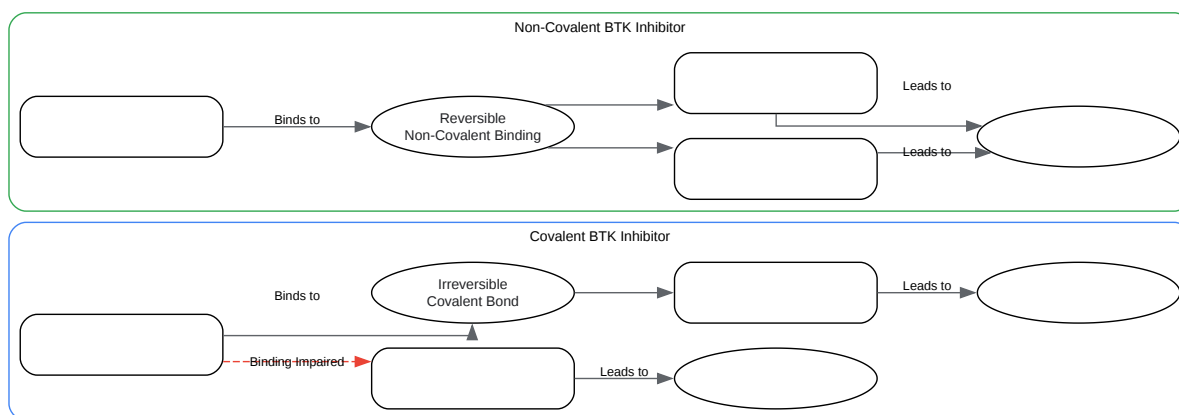 Non-Covalent BTK Inhibitor
Binds to
Reversible
Non-Covalent Binding
Leads to
Leads to
Covalent BTK Inhibitor
Binds to
Irreversible
Covalent Bond
Leads to
Binding Impaired
Leads to